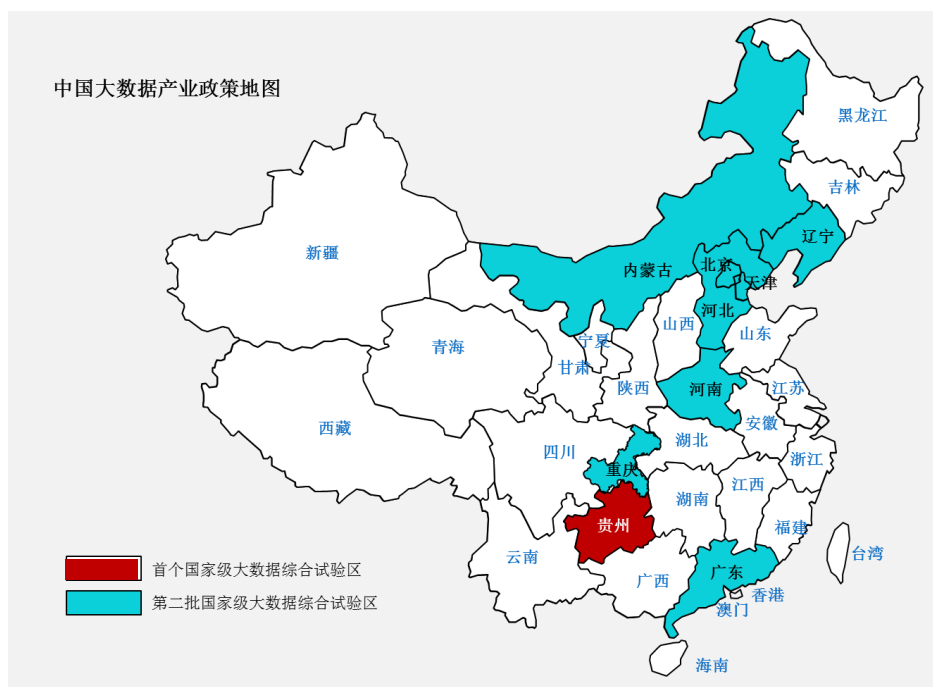 中国大数据产业政策地图
黑龙江
吉林
辽宁
新疆
内蒙古
北京
天津
河北
山西
山东
青海
宁夏
甘肃
陕西
河南
江苏
安徽
西藏
四川
重庆
湖北
浙江
湖南
江西
贵州
福建
云南
台湾
广西
广东
香港
澳门
海南
首个国家级大数据综合试验区
第二批国家级大数据综合试验区